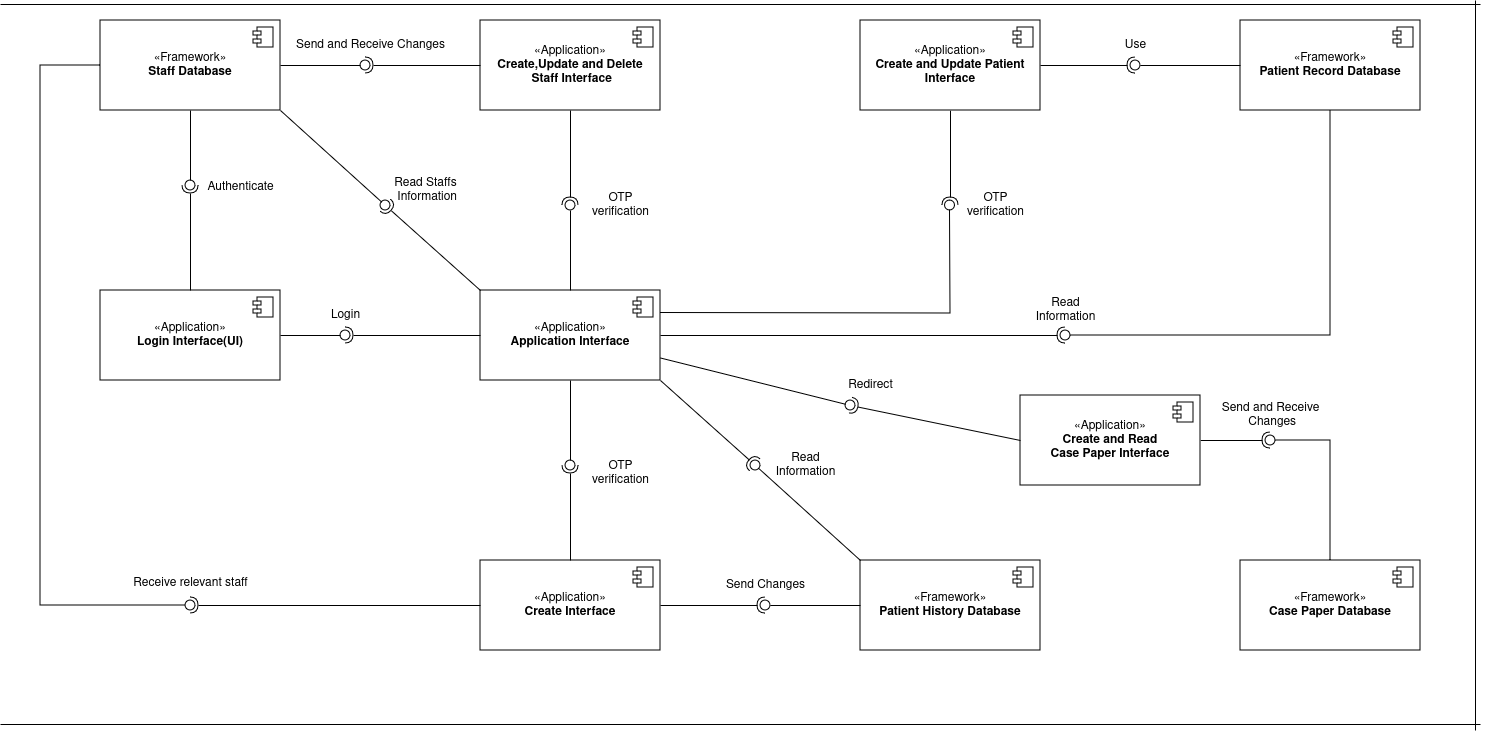 «Framework»
Staff Database
Send and Receive Changes
«Application»
Create,Update and Delete
Staff Interface
«Application»
Create and Update Patient
Interface
Use
«Framework»
Patient Record Database
Authenticate
Read Staffs
Information
OTP
verification
OTP
verification
«Application»
Login Interface(UI)
Login
«Application»
Application Interface
Read
Information
Redirect
«Application»
Create and Read
Case Paper Interface
Send and Receive
Changes
OTP
verification
Read
Information
Receive relevant staff
«Application»
Create Interface
Send Changes
«Framework»
Patient History Database
«Framework»
Case Paper Database